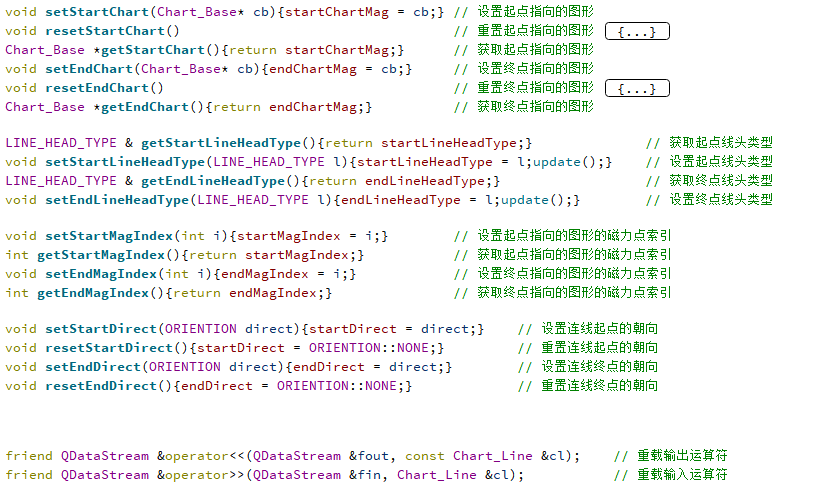 void setStartChart(Chart_Base* cb){startChartMag = cb;} // 设置起点指向的图形
void resetStartChart() // 重置起点指向的图形 {...}
Chart_Base *getStartChart(){return startChartMag;} // 获取起点指向的图形
void setEndChart(Chart_Base* cb){endChartMag = cb;} // 设置终点指向的图形
void resetEndChart() // 重置终点指向的图形 {...}
Chart_Base *getEndChart(){return endChartMag;} // 获取终点指向的图形
LINE_HEAD_TYPE & getStartLineHeadType(){return startLineHeadType;} // 获取起点线头类型
void setStartLineHeadType(LINE_HEAD_TYPE l){startLineHeadType = l;update();} // 设置起点线头类型
LINE_HEAD_TYPE & getEndLineHeadType(){return endLineHeadType;} // 获取终点线头类型
void setEndLineHeadType(LINE_HEAD_TYPE l){endLineHeadType = l;update();} // 设置终点线头类型
void setStartMagIndex(int i){startMagIndex = i;} // 设置起点指向的图形的磁力点索引
int getStartMagIndex(){return startMagIndex;} // 获取起点指向的图形的磁力点索引
void setEndMagIndex(int i){endMagIndex = i;} // 设置终点指向的图形的磁力点索引
int getEndMagIndex(){return endMagIndex;} // 获取终点指向的图形的磁力点索引
void setStartDirect(ORIENTION direct){startDirect = direct;} // 设置连线起点的朝向
void resetStartDirect(){startDirect = ORIENTION::NONE;} // 重置连线起点的朝向
void setEndDirect(ORIENTION direct){endDirect = direct;} // 设置连线终点的朝向
void resetEndDirect(){endDirect = ORIENTION::NONE;} // 重置连线终点的朝向
friend QDataStream &operator<<(QDataStream &fout, const Chart_Line &cl); // 重载输出运算符
friend QDataStream &operator>>(QDataStream &fin, Chart_Line &cl); // 重载输入运算符